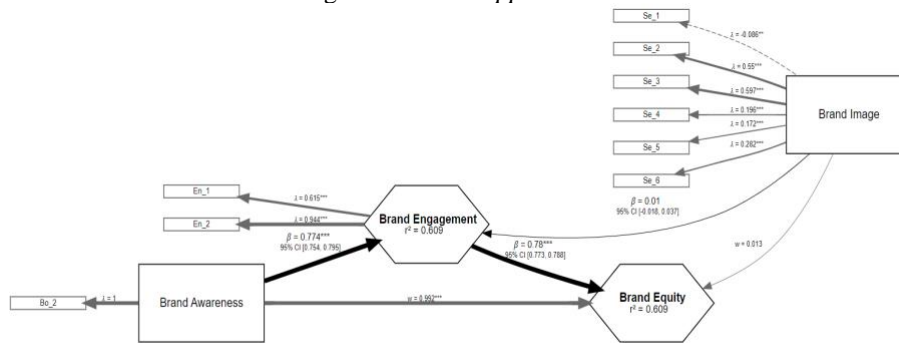 Se_1
λ = -0.086**
Se_2
λ = 0.55***
Se_3
λ = 0.597***
Se_4
λ = 0.196***
Se_5
λ = 0.172***
Se_6
λ = 0.262***
Brand Image
β = 0.01
95% CI [-0.018, 0.037]
En_1
λ = 0.615***
En_2
λ = 0.944***
Brand Engagement
r² = 0.609
β = 0.774***
95% CI [0.754, 0.795]
β = 0.78***
95% CI [0.773, 0.788]
w = 0.013
Bo_2
λ = 1
Brand Awareness
w = 0.992***
Brand Equity
r² = 0.609